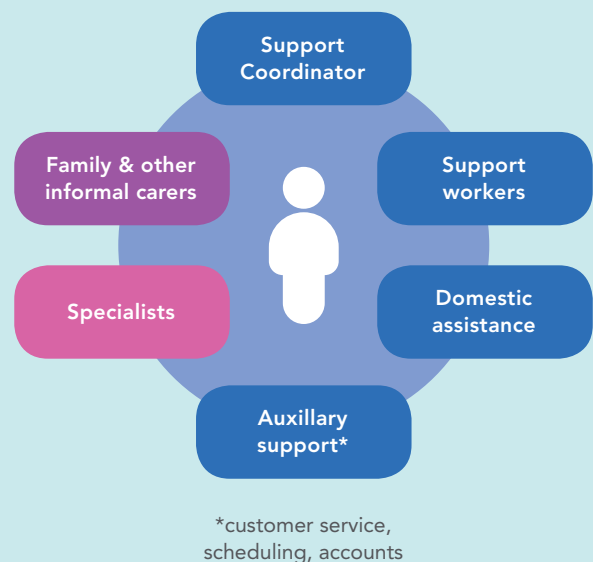 Support
Coordinator
Family & other
informal carers
Support
workers
Specialists
Domestic
assistance
Auxillary
support*
*customer service,
scheduling, accounts